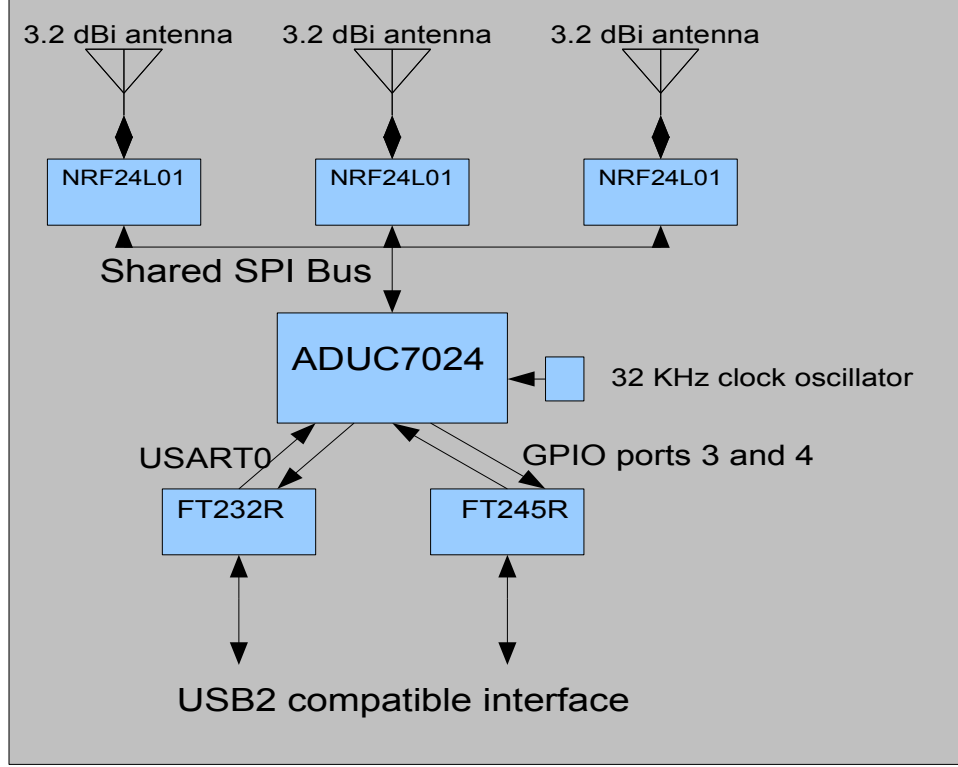 3.2 dBi antenna
3.2 dBi antenna
3.2 dBi antenna
NRF24L01
NRF24L01
NRF24L01
Shared SPI Bus
ADUC7024
32 KHz clock oscillator
USART0
GPIO ports 3 and 4
FT232R
FT245R
USB2 compatible interface